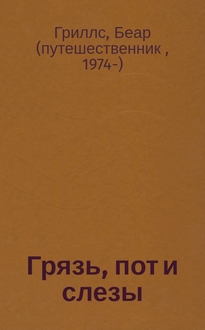 Гриллс, Беар
(путешественник ,
1974-)
Грязь, пот и
слезы